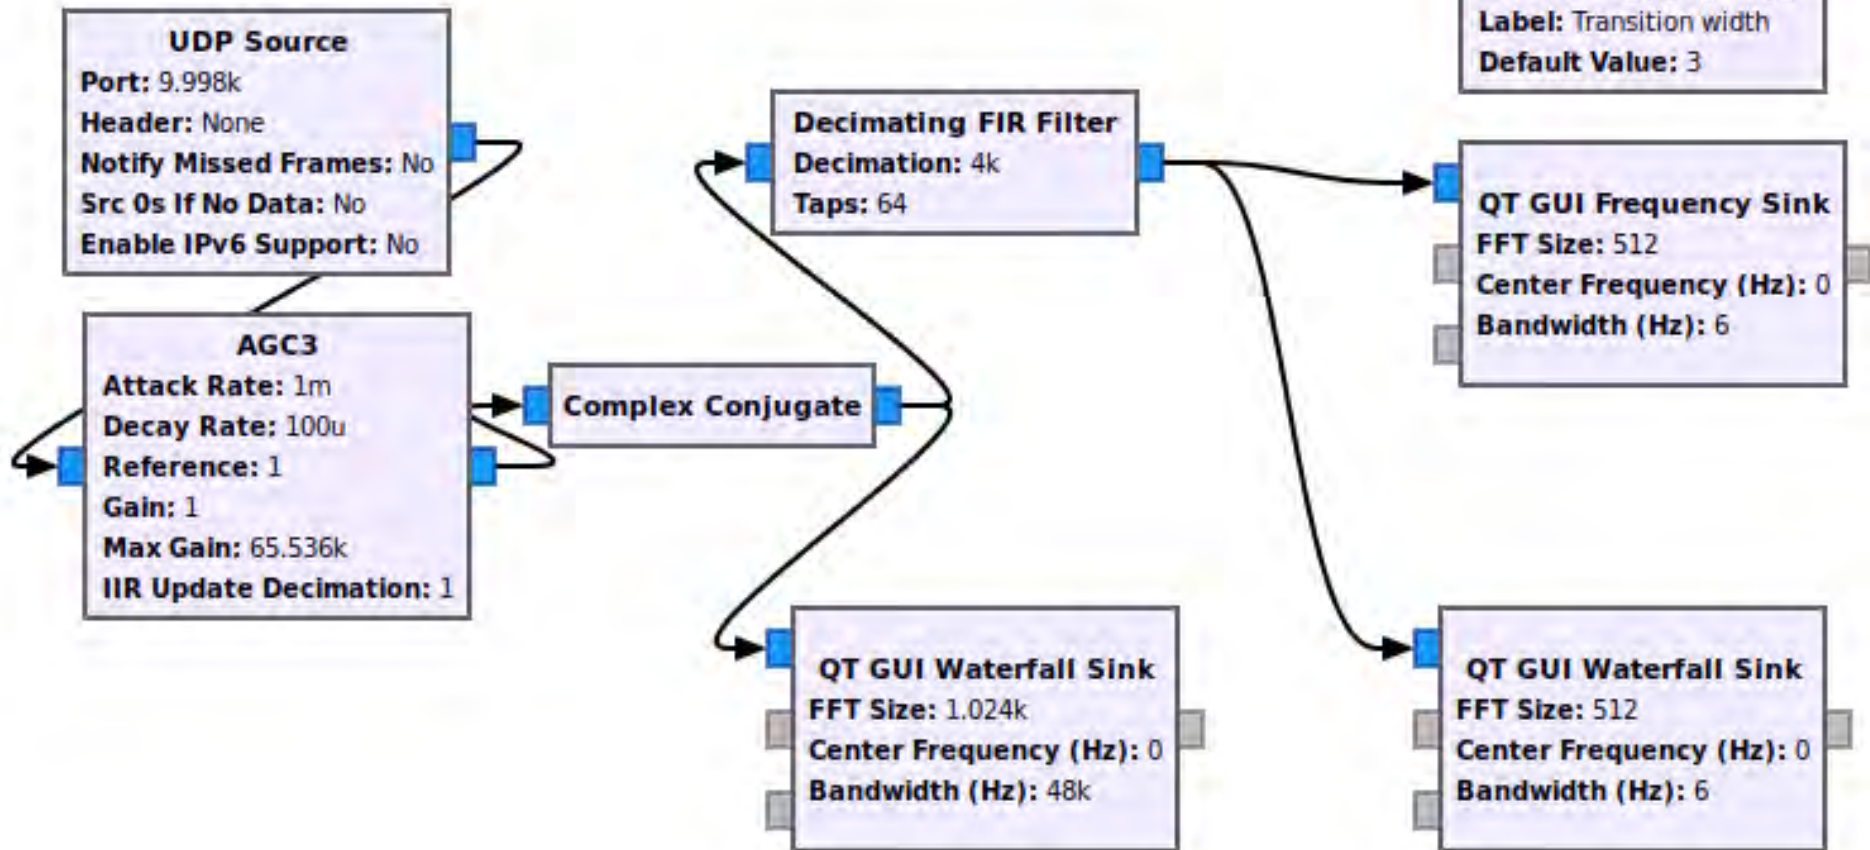 UDP Source
Port: 9.998k
Header: None
Notify Missed Frames: No
Src 0s If No Data: No
Enable IPv6 Support: No
AGC3
Attack Rate: 1m
Decay Rate: 100u
Reference: 1
Gain: 1
Max Gain: 65.536k
IIR Update Decimation: 1
Complex Conjugate
Decimating FIR Filter
Decimation: 4k
Taps: 64
QT GUI Waterfall Sink
FFT Size: 1.024k
Center Frequency (Hz): 0
Bandwidth (Hz): 48k
Label: Transition width
Default Value: 3
QT GUI Frequency Sink
FFT Size: 512
Center Frequency (Hz): 0
Bandwidth (Hz): 6
QT GUI Waterfall Sink
FFT Size: 512
Center Frequency (Hz): 0
Bandwidth (Hz): 6